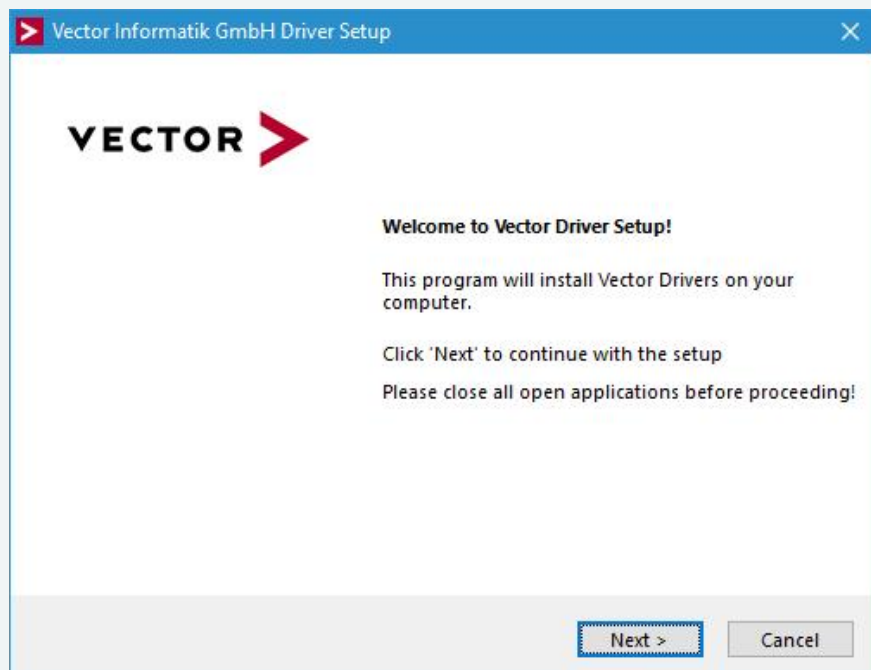 Vector Informatik GmbH Driver Setup
VECTOR
Welcome to Vector Driver Setup!
This program will install Vector Drivers on your
computer.
Click 'Next' to continue with the setup
Please close all open applications before proceeding!
Next >
Cancel